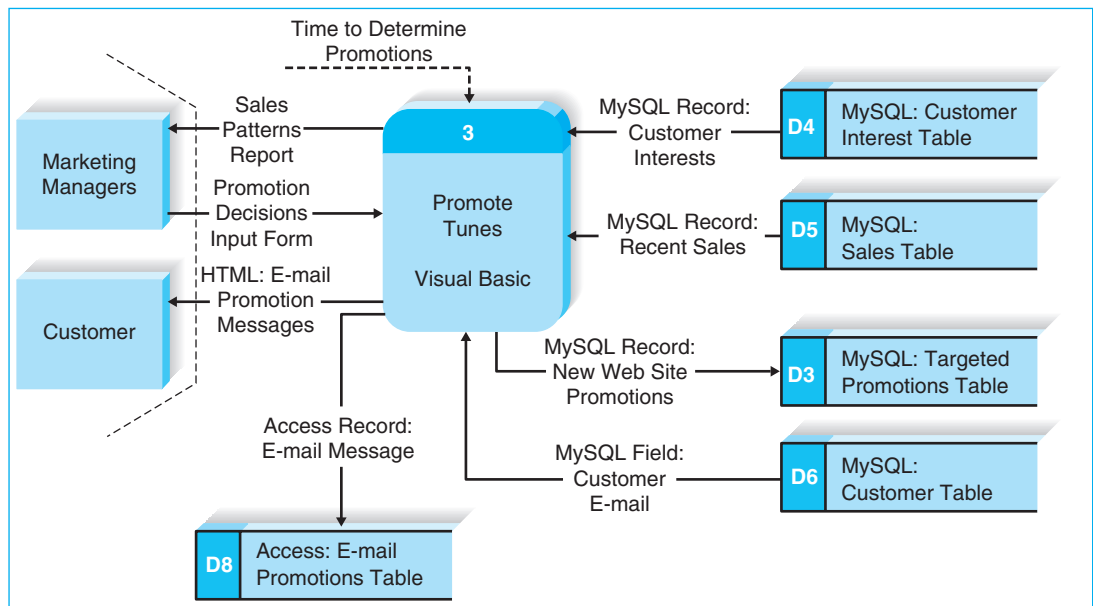 Time to Determine
Promotions
Marketing
Managers
Sales
Patterns
Report
Promotion
Decisions
Input Form
Customer
HTML: E-mail
Promotion
Messages
3
Promote
Tunes
Visual Basic
MySQL Record:
Customer
Interests
D4
MySQL: Customer
Interest Table
MySQL Record:
Recent Sales
D5
MySQL:
Sales Table
MySQL Record:
New Web Site
Promotions
D3
MySQL: Targeted
Promotions Table
MySQL Field:
Customer
E-mail
D6
MySQL:
Customer Table
Access Record:
E-mail Message
D8
Access: E-mail
Promotions Table